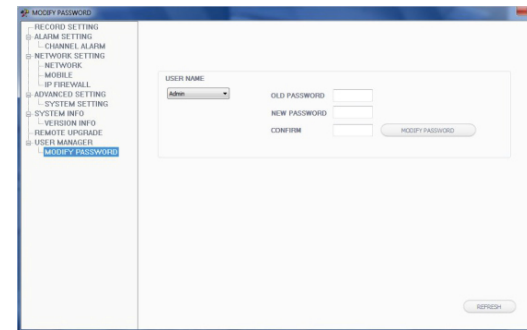 MODIFY PASSWORD
RECORD SETTING
ALARM SETTING
CHANNEL ALARM
NETWORK SETTING
NETWORK
MOBILE
IP FIREWALL
ADVANCED SETTING
SYSTEM SETTING
SYSTEM INFO
VERSION INFO
REMOTE UPGRADE
USER MANAGER
MODIFY PASSWORD
USER NAME
Admin
OLD PASSWORD
NEW PASSWORD
CONFIRM
MODIFY PASSWORD
REFRESH